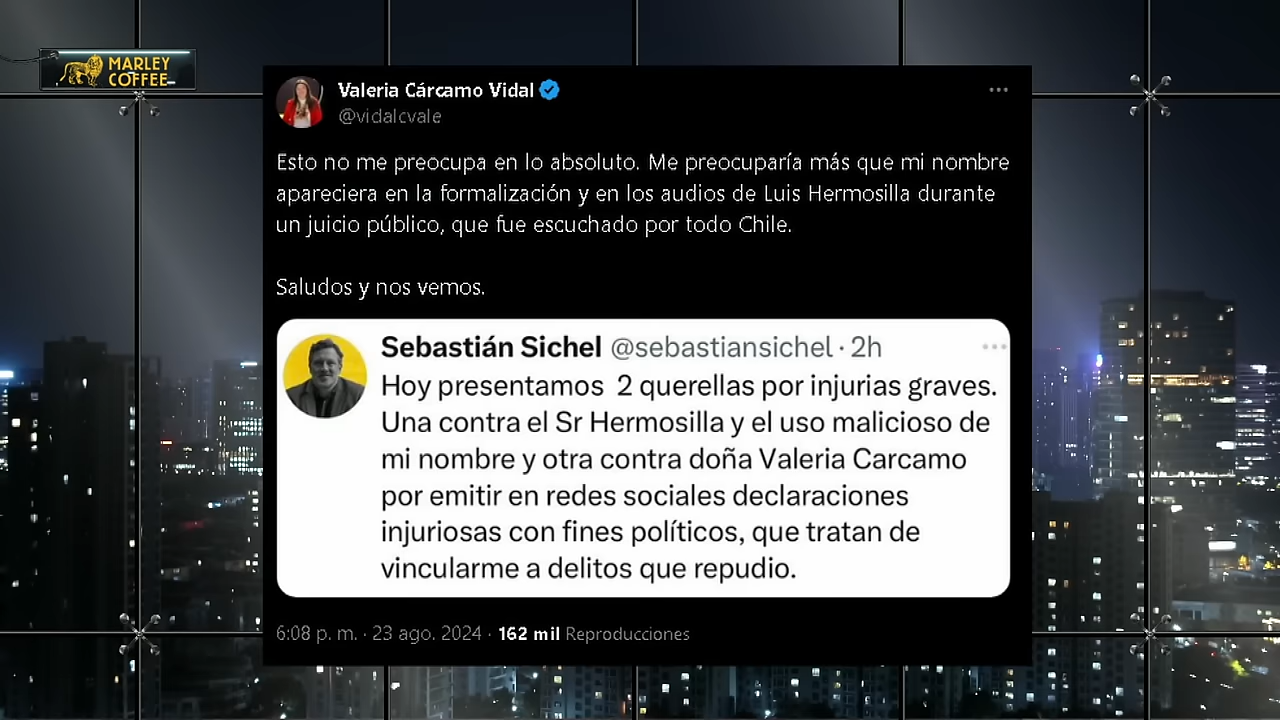 MARLEY
COFFEE
Valeria Cárcamo Vidal
@vidalcvale
Esto no me preocupa en lo absoluto. Me preocuparía más que mi nombre
apareciera en la formalización y en los audios de Luis Hermosilla durante
un juicio público, que fue escuchado por todo Chile.
Saludos y nos vemos.
Sebastián Sichel @sebastiansichel · 2h
Hoy presentamos 2 querellas por injurias graves.
Una contra el Sr Hermosilla y el uso malicioso de
mi nombre y otra contra doña Valeria Carcamo
por emitir en redes sociales declaraciones
injuriosas con fines políticos, que tratan de
vincularme a delitos que repudio.
6:08 p. m. · 23 ago. 2024 · 162 mil Reproducciones